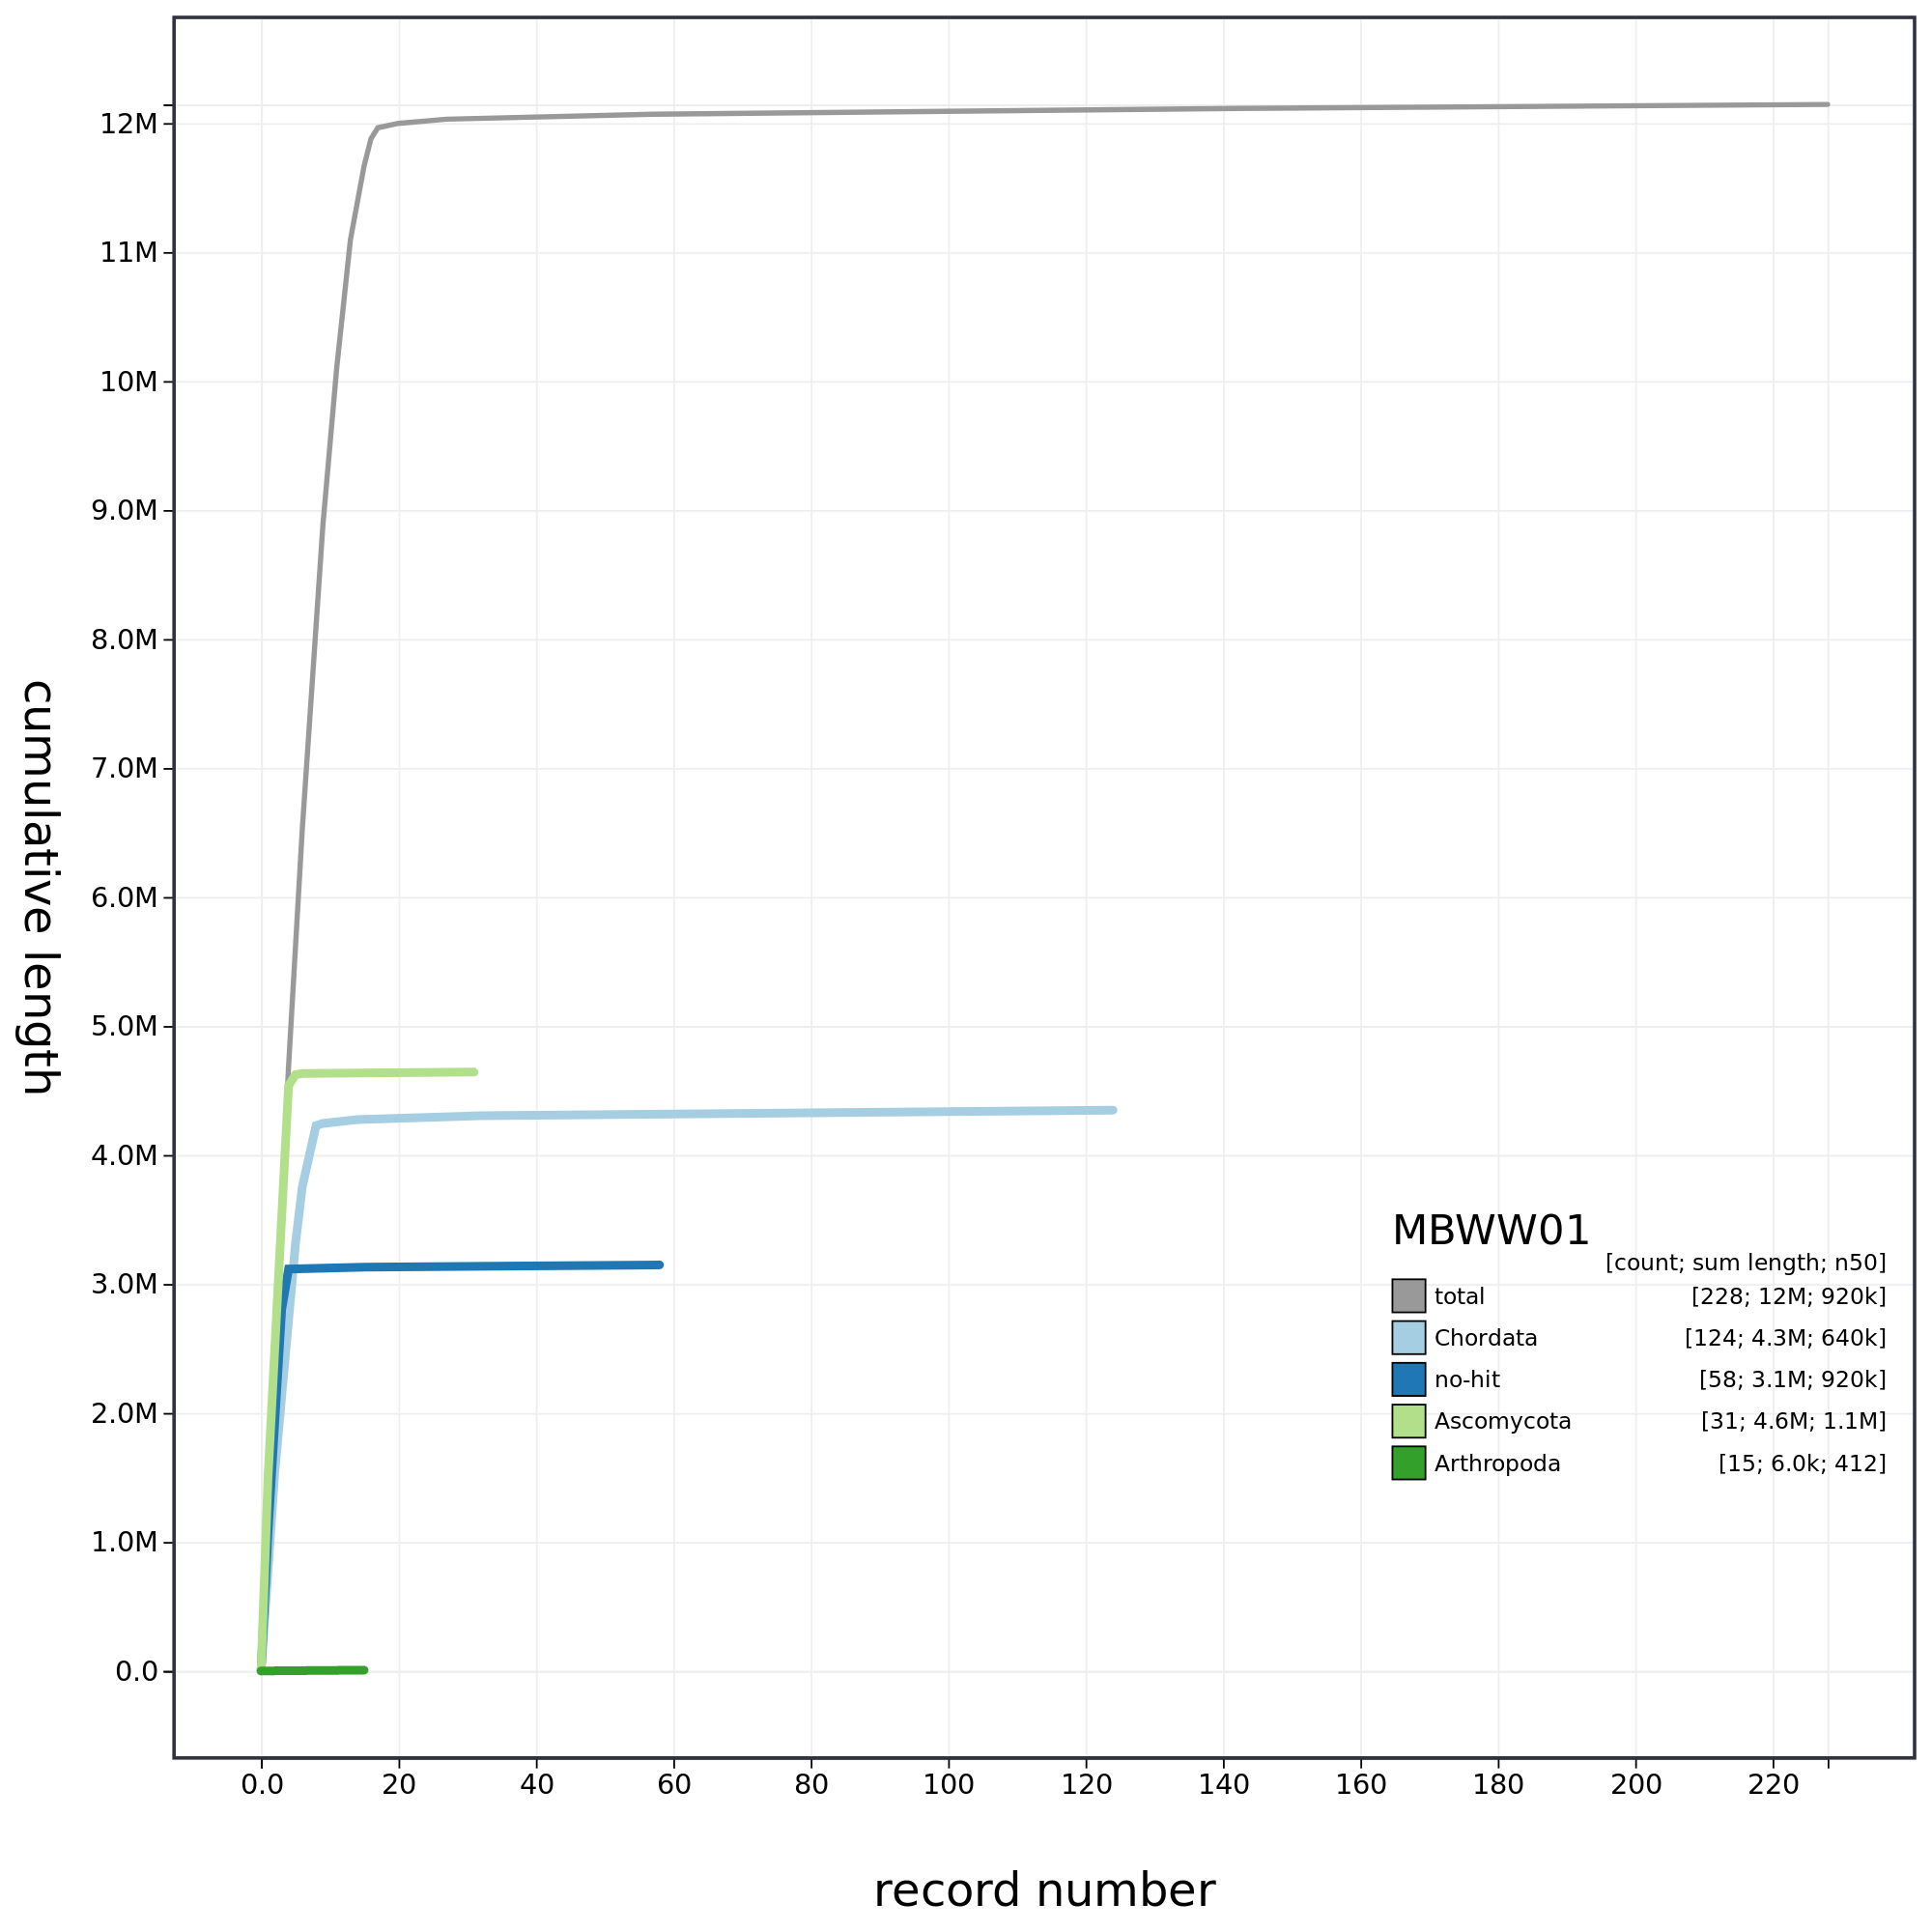 12M
11M
10M
9.0M
8.0M
7.0M
6.0M
5.0M
4.0M
3.0M
2.0M
1.0M
0.0
cumulative length
MBWW01
[count; sum length; n50]
total [228; 12M; 920k]
Chordata [124; 4.3M; 640k]
no-hit [58; 3.1M; 920k]
Ascomycota [31; 4.6M; 1.1M]
Arthropoda [15; 6.0k; 412]
0.0 20 40 60 80 100 120 140 160 180 200 220
record number